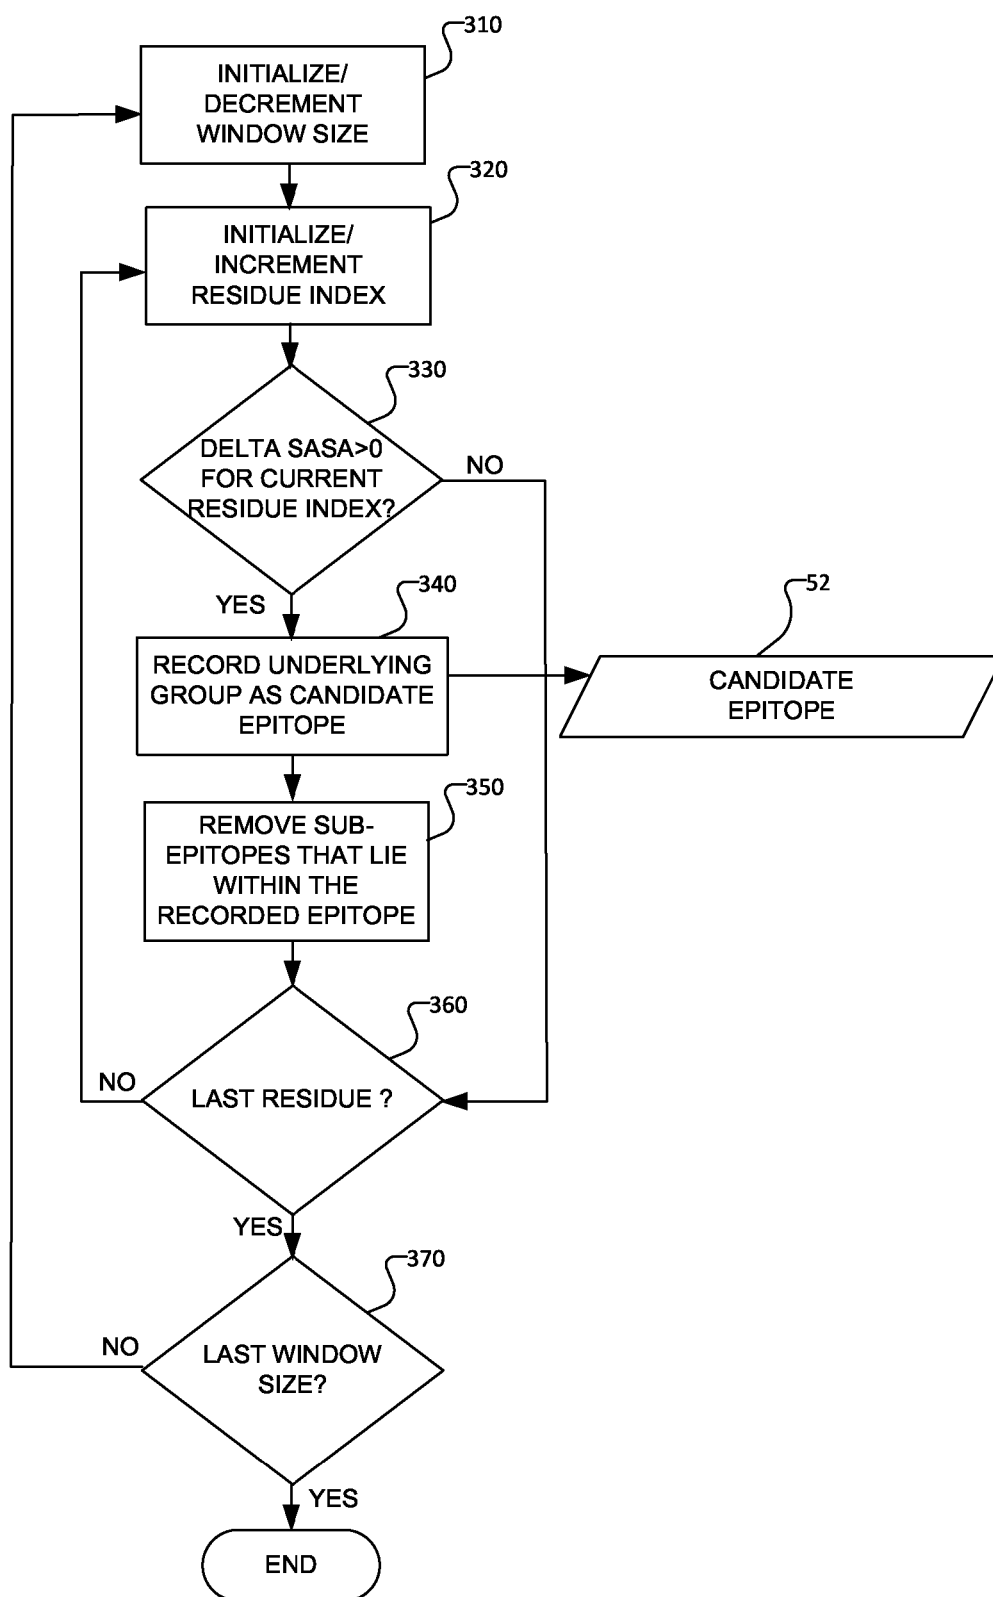 310
INITIALIZE/
DECREMENT
WINDOW SIZE
320
INITIALIZE/
INCREMENT
RESIDUE INDEX
330
DELTA SASA>0
FOR CURRENT
RESIDUE INDEX?
NO
YES
340
RECORD UNDERLYING
GROUP AS CANDIDATE
EPITOPE
52
CANDIDATE
EPITOPE
350
REMOVE SUB-
EPITOPES THAT LIE
WITHIN THE
RECORDED EPITOPE
360
LAST RESIDUE ?
NO
YES
370
LAST WINDOW
SIZE?
NO
YES
END